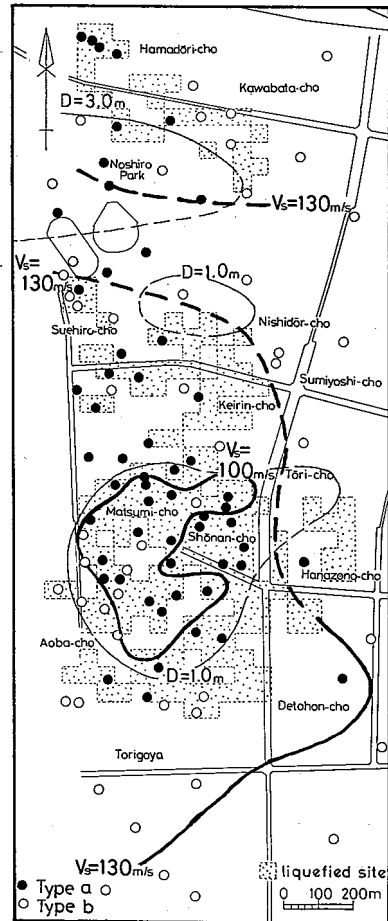 Hamadōri-cho
Kawabata-cho
D=3.0m
Noshiro
Park
Vs=130m/s
Vs=
130m/s
D=1.0m
Suehiro-cho
Nishidōr-cho
Sumiyoshi-cho
Keirin-cho
Vs=
100m/s
Tōri-cho
Matsumi-cho
Shōnan-cho
Hanazono-cho
Aoba-cho
D=1.0m
Detohon-cho
Torigoya
Vs=130m/s
liquefied site
Type a
Type b
0 100 200m